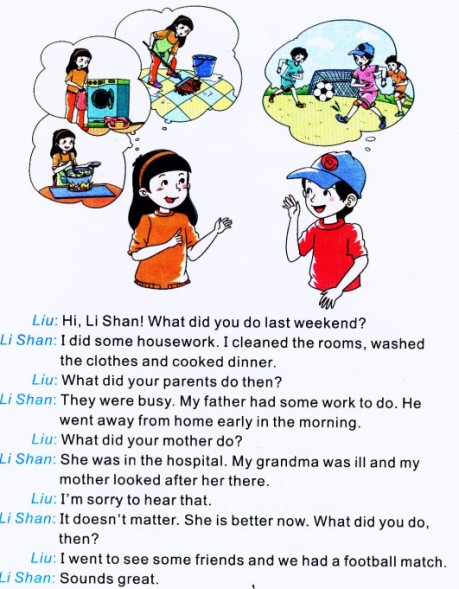 Liu: Hi, Li Shan! What did you do last weekend?
Li Shan: I did some housework. I cleaned the rooms, washed
the clothes and cooked dinner.
Liu: What did your parents do then?
Li Shan: They were busy. My father had some work to do. He
went away from home early in the morning.
Liu: What did your mother do?
Li Shan: She was in the hospital. My grandma was ill and my
mother looked after her there.
Liu: I'm sorry to hear that.
Li Shan: It doesn't matter. She is better now. What did you do,
then?
Liu: I went to see some friends and we had a football match.
Li Shan: Sounds great.